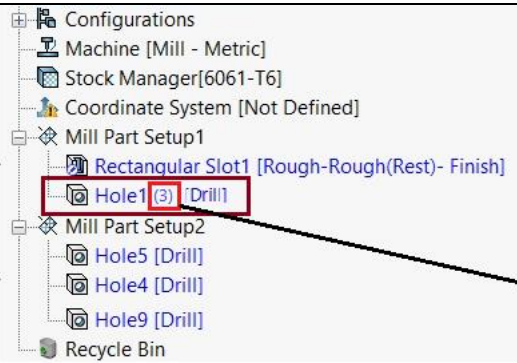 Configurations
Machine [Mill - Metric]
Stock Manager[6061-T6]
Coordinate System [Not Defined]
Mill Part Setup1
Rectangular Slot1 [Rough-Rough(Rest)- Finish]
Hole1 (3) [Drill]
Mill Part Setup2
Hole5 [Drill]
Hole4 [Drill]
Hole9 [Drill]
Recycle Bin